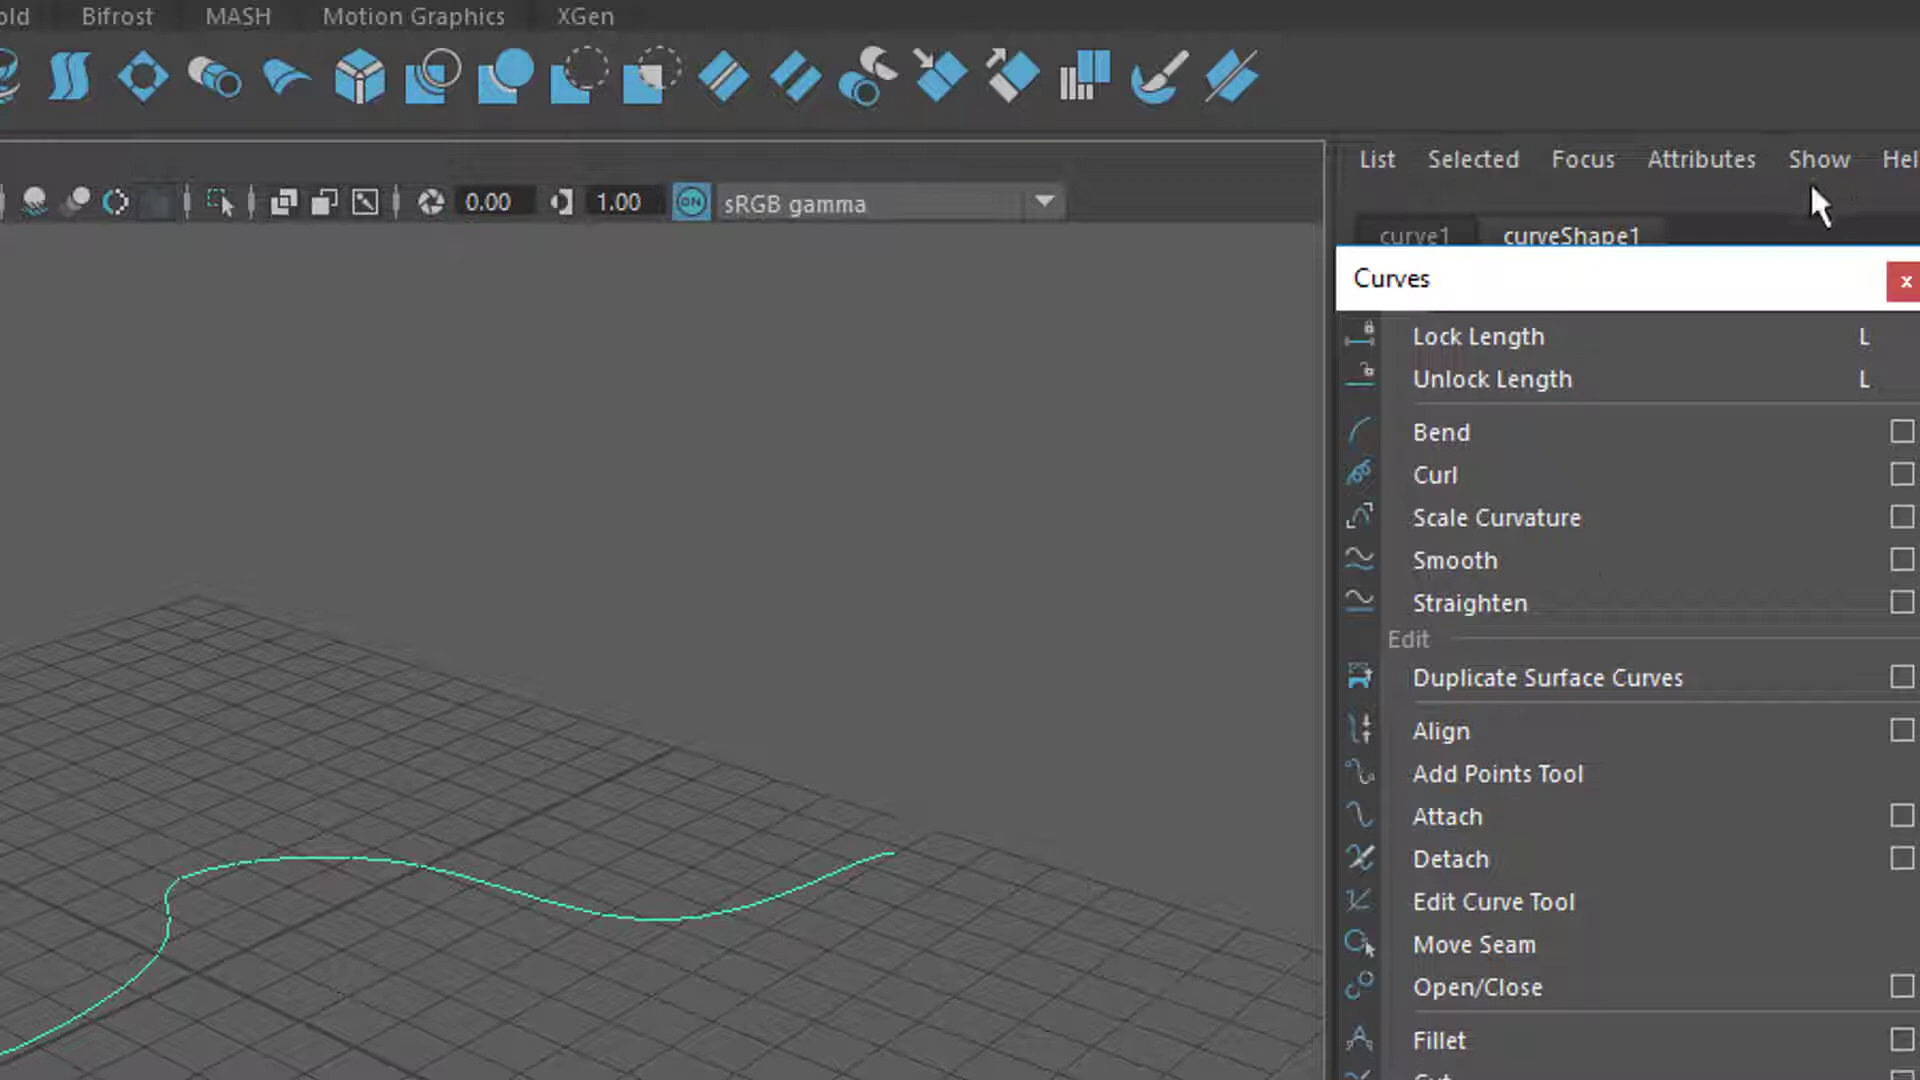 old Bifrost MASH Motion Graphics XGen
List Selected Focus Attributes Show Hel
0.00 1.00 ON sRGB gamma
curve1 curveShape1
Curves x
Lock Length L
Unlock Length L
Bend
Curl
Scale Curvature
Smooth
Straighten
Edit
Duplicate Surface Curves
Align
Add Points Tool
Attach
Detach
Edit Curve Tool
Move Seam
Open/Close
Fillet